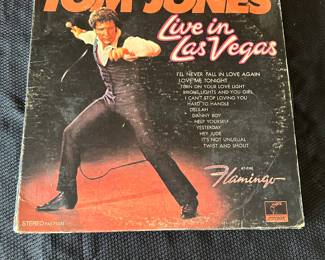 TOM JONES
Live in
Las Vegas
I'LL NEVER FALL IN LOVE AGAIN
LOVE ME TONIGHT
TURN ON YOUR LOVE LIGHT
BRIGHT LIGHTS AND YOU GIRL
I CAN'T STOP LOVING YOU
HARD TO HANDLE
DELILAH
DANNY BOY
HELP YOURSELF
YESTERDAY
HEY JUDE
IT'S NOT UNUSUAL
TWIST AND SHOUT
AT THE
Flamingo
STEREO
PARROT